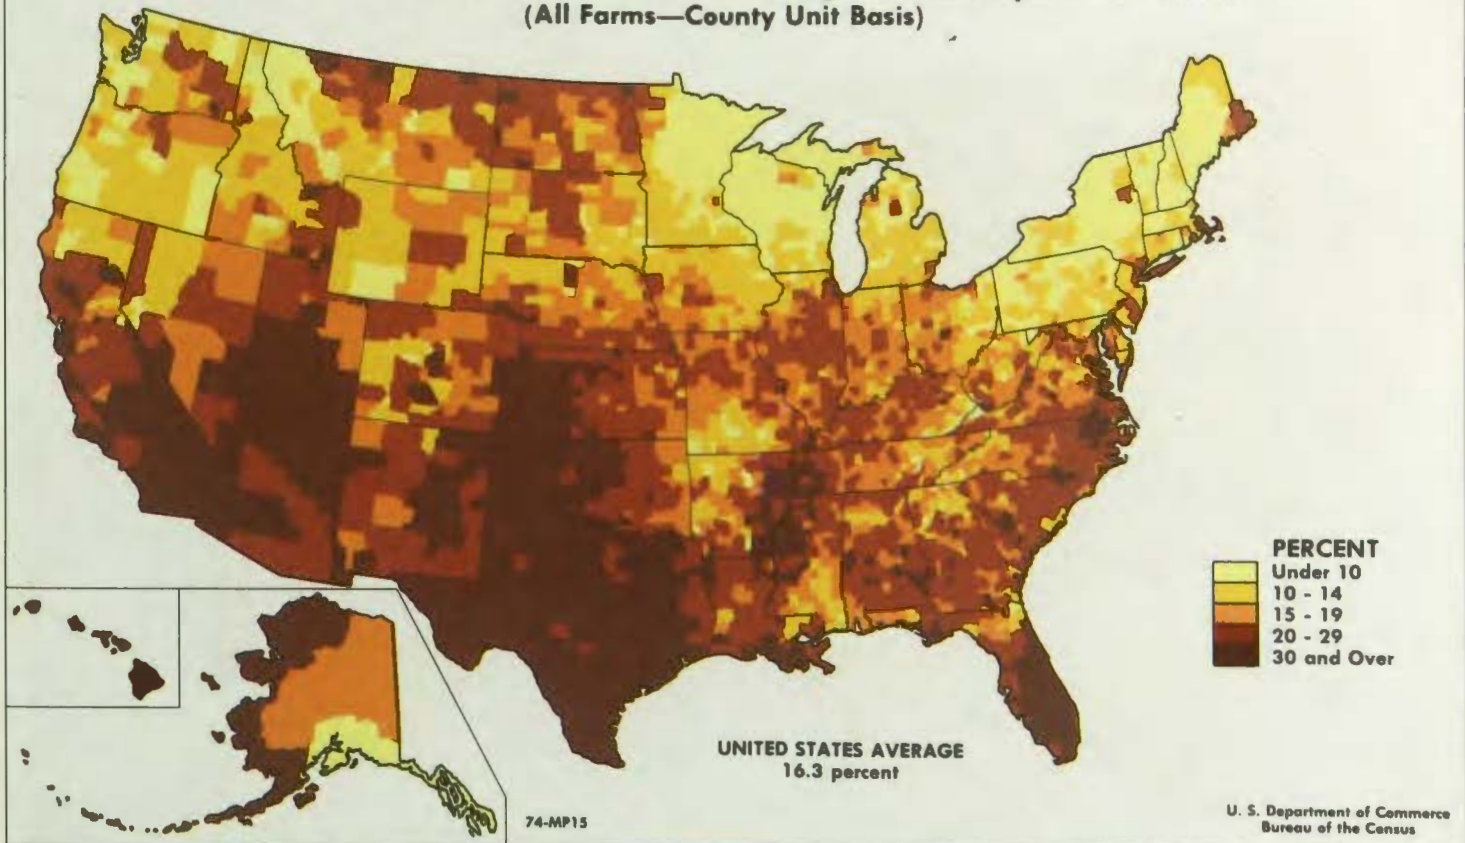 (All Farms—County Unit Basis)
PERCENT
Under 10
10 - 14
15 - 19
20 - 29
30 and Over
UNITED STATES AVERAGE
16.3 percent
74-MP15
U. S. Department of Commerce
Bureau of the Census